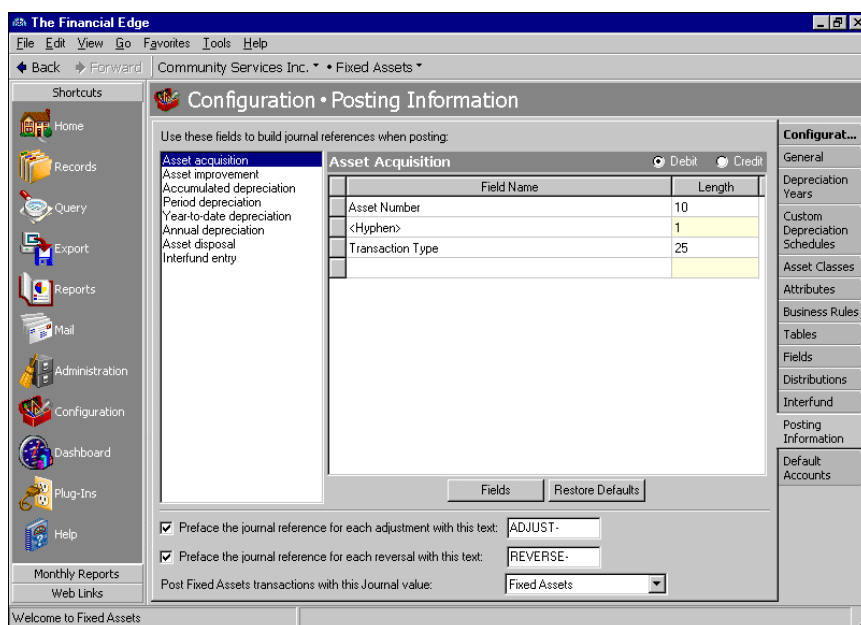 The Financial Edge
File Edit View Go Favorites Tools Help
Back Forward Community Services Inc. • Fixed Assets
Shortcuts
Home
Records
Query
Export
Reports
Mail
Administration
Configuration
Dashboard
Plug-Ins
Help
Monthly Reports
Web Links
Configuration • Posting Information
Use these fields to build journal references when posting:
Asset acquisition
Asset improvement
Accumulated depreciation
Period depreciation
Year-to-date depreciation
Annual depreciation
Asset disposal
Interfund entry
Asset Acquisition Debit Credit
Field Name Length
Asset Number 10
<Hyphen> 1
Transaction Type 25
Fields Restore Defaults
Preface the journal reference for each adjustment with this text: ADJUST-
Preface the journal reference for each reversal with this text: REVERSE-
Post Fixed Assets transactions with this Journal value: Fixed Assets
Configurat...
General
Depreciation
Years
Custom
Depreciation
Schedules
Asset Classes
Attributes
Business Rules
Tables
Fields
Distributions
Interfund
Posting
Information
Default
Accounts
Welcome to Fixed Assets